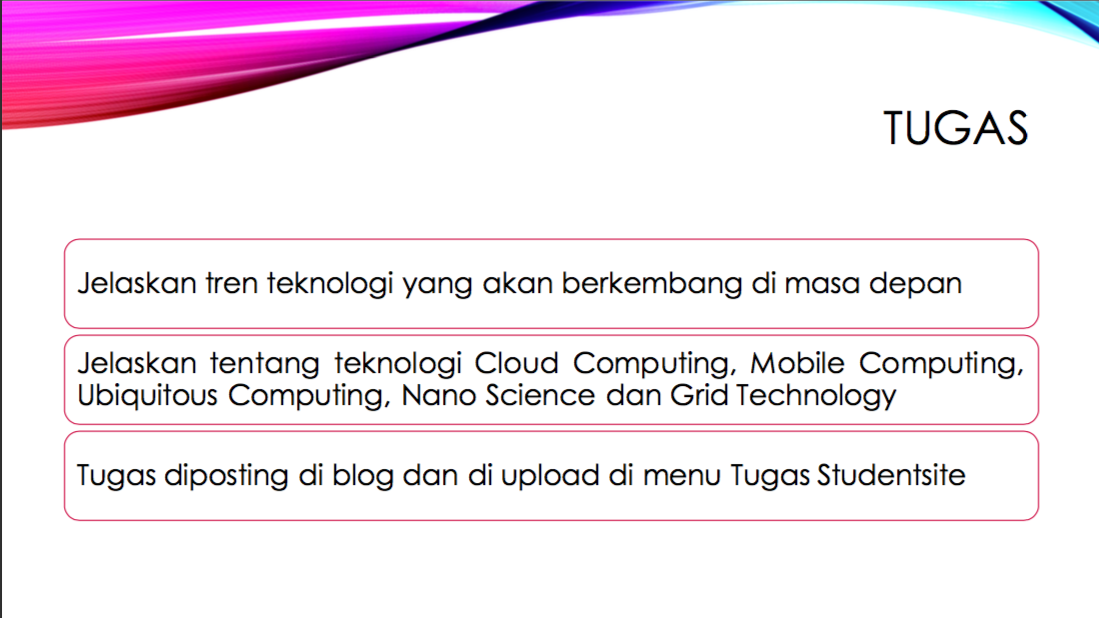 TUGAS
Jelaskan tren teknologi yang akan berkembang di masa depan
Jelaskan tentang teknologi Cloud Computing, Mobile Computing,
Ubiquitous Computing, Nano Science dan Grid Technology
Tugas diposting di blog dan di upload di menu Tugas Studentsite